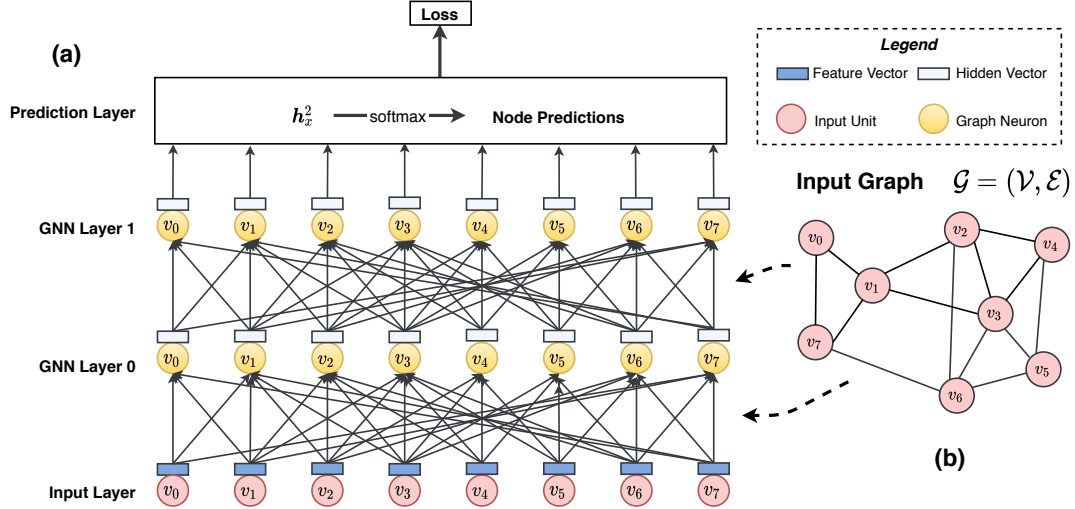 Loss
(a)
Legend
Feature Vector
Hidden Vector
Input Unit
Graph Neuron
Prediction Layer
h_x^2 softmax Node Predictions
Input Graph G = (V, E)
GNN Layer 1
v0 v1 v2 v3 v4 v5 v6 v7
GNN Layer 0
v0 v1 v2 v3 v4 v5 v6 v7
Input Layer
v0 v1 v2 v3 v4 v5 v6 v7
v0
v2
v4
v1
v3
v7
v5
v6
(b)